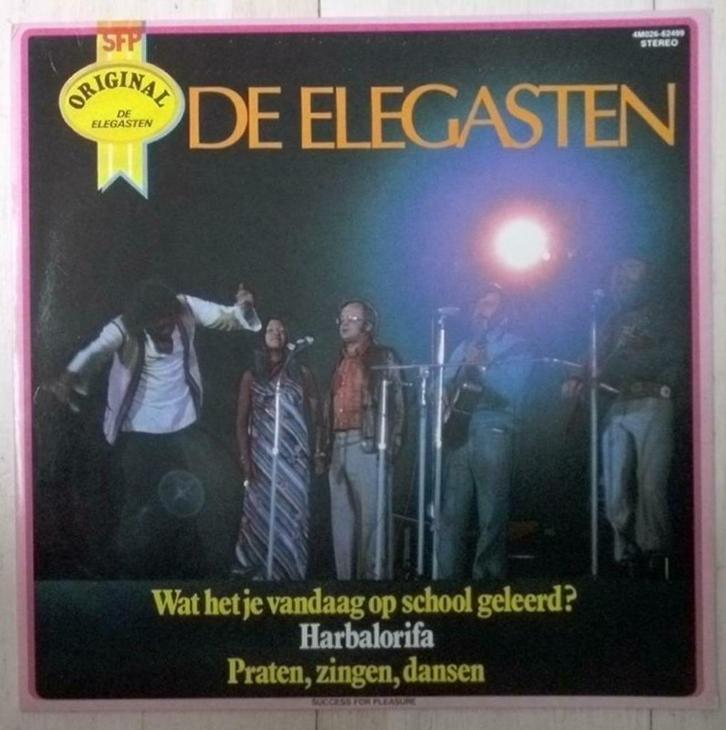 SFP
ORIGINAL
DE
ELEGASTEN
4M026-62499
STEREO
DE ELEGASTEN
Wat het je vandaag op school geleerd?
Harbalorifa
Praten, zingen, dansen
SUCCESS FOR PLEASURE